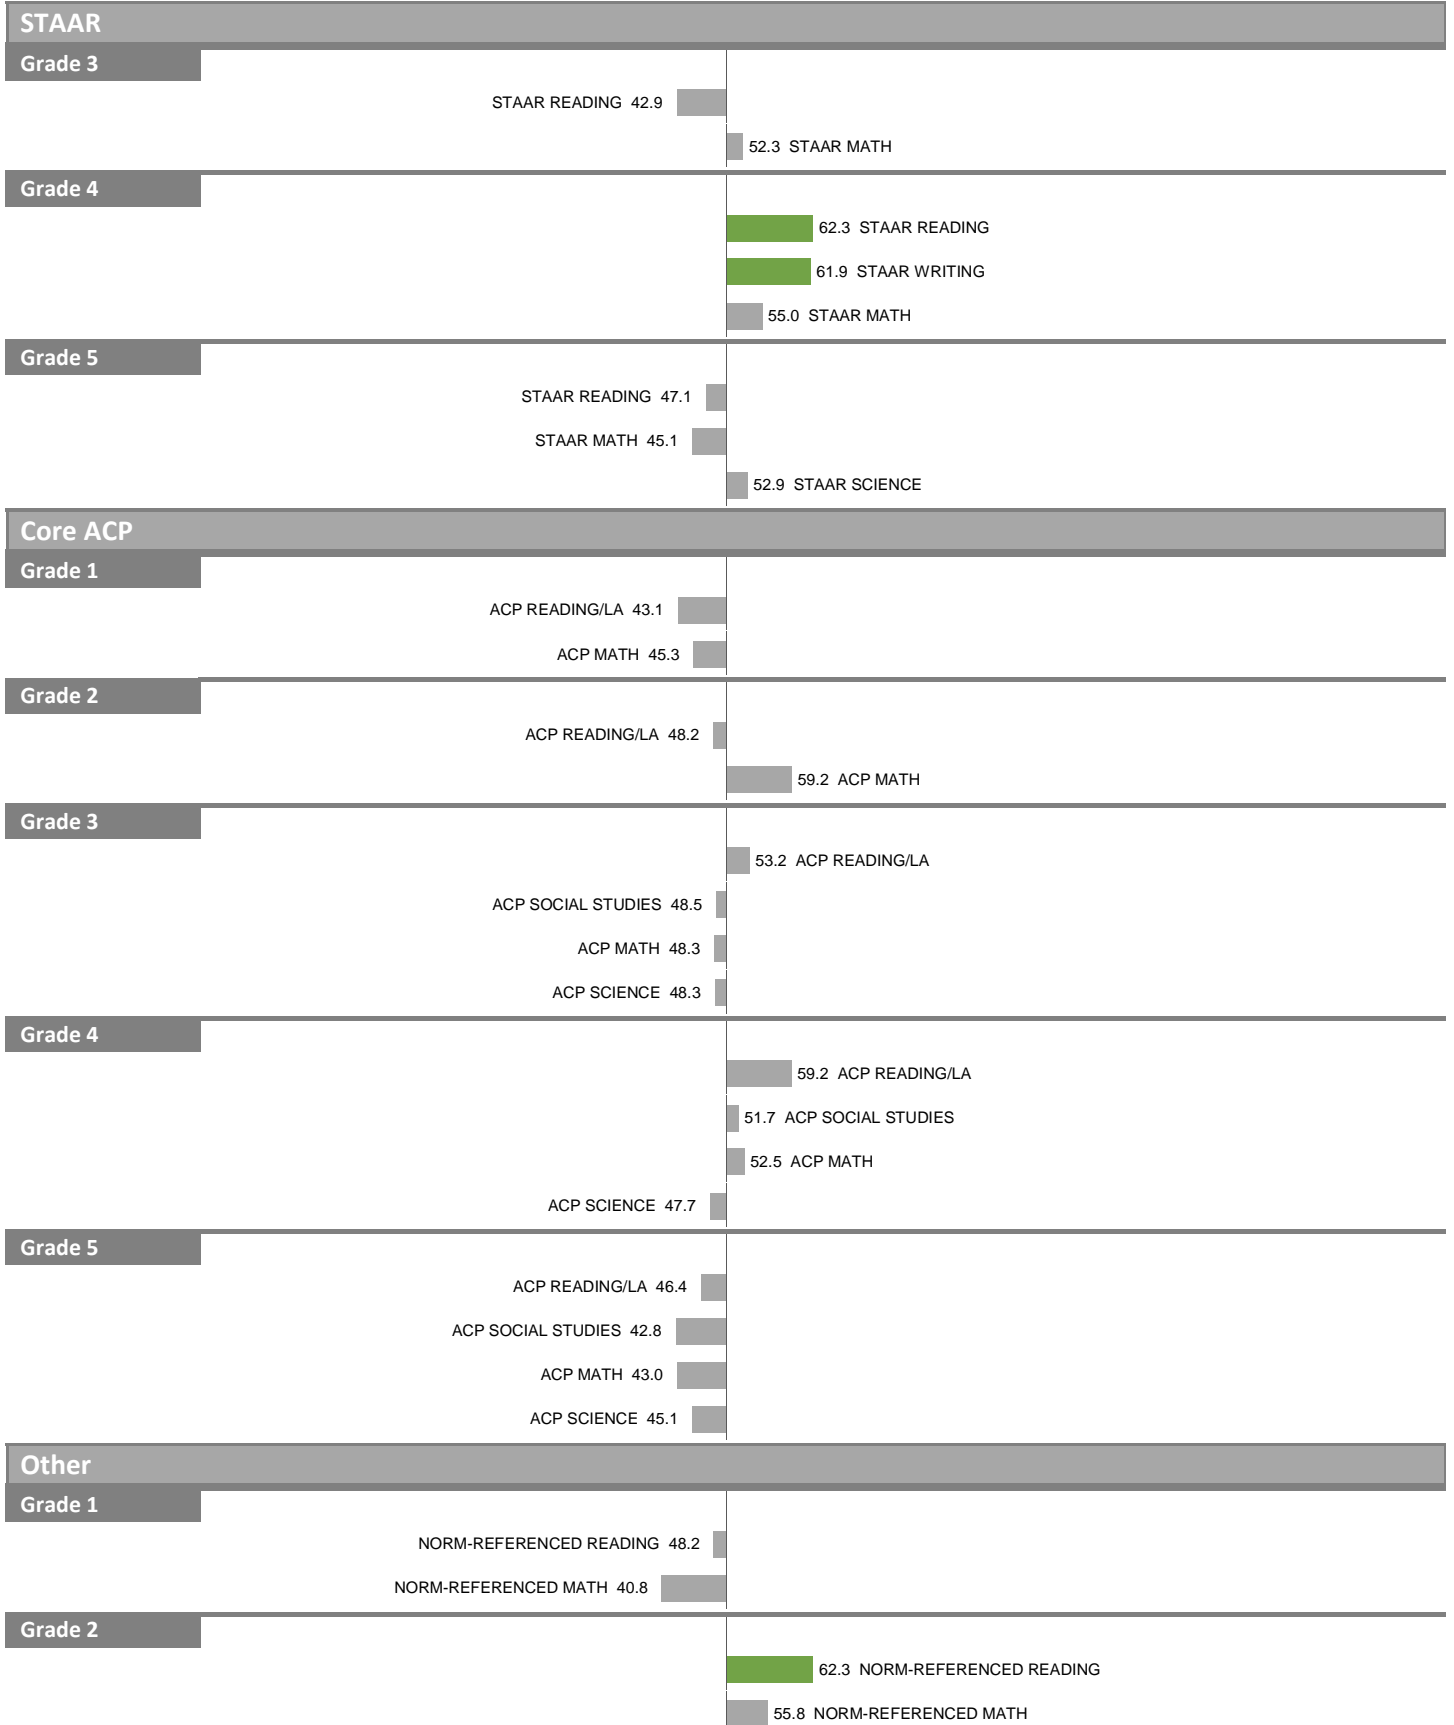 STAAR
Grade 3
STAAR READING 42.9
52.3 STAAR MATH
Grade 4
62.3 STAAR READING
61.9 STAAR WRITING
55.0 STAAR MATH
Grade 5
STAAR READING 47.1
STAAR MATH 45.1
52.9 STAAR SCIENCE
Core ACP
Grade 1
ACP READING/LA 43.1
ACP MATH 45.3
Grade 2
ACP READING/LA 48.2
59.2 ACP MATH
Grade 3
53.2 ACP READING/LA
ACP SOCIAL STUDIES 48.5
ACP MATH 48.3
ACP SCIENCE 48.3
Grade 4
59.2 ACP READING/LA
51.7 ACP SOCIAL STUDIES
52.5 ACP MATH
ACP SCIENCE 47.7
Grade 5
ACP READING/LA 46.4
ACP SOCIAL STUDIES 42.8
ACP MATH 43.0
ACP SCIENCE 45.1
Other
Grade 1
NORM-REFERENCED READING 48.2
NORM-REFERENCED MATH 40.8
Grade 2
62.3 NORM-REFERENCED READING
55.8 NORM-REFERENCED MATH